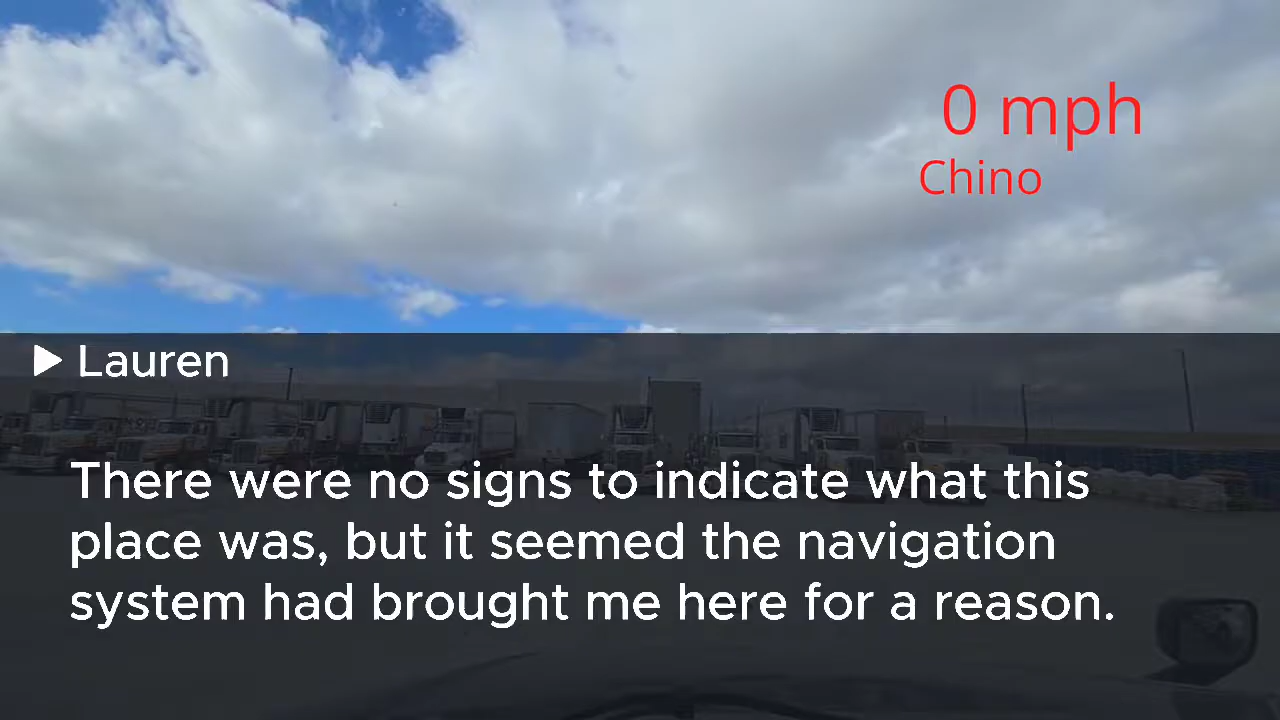 0 mph
Chino
Lauren
There were no signs to indicate what this
place was, but it seemed the navigation
system had brought me here for a reason.